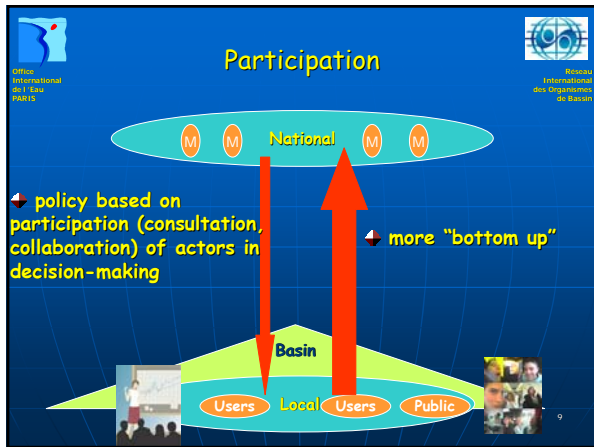 Participation
Office
International
de l'Eau
PARIS
Réseau
International
des Organismes
de Bassin
M M National M M
policy based on
participation (consultation,
collaboration) of actors in
decision-making
more “bottom up”
Basin
Users Local Users Public
9